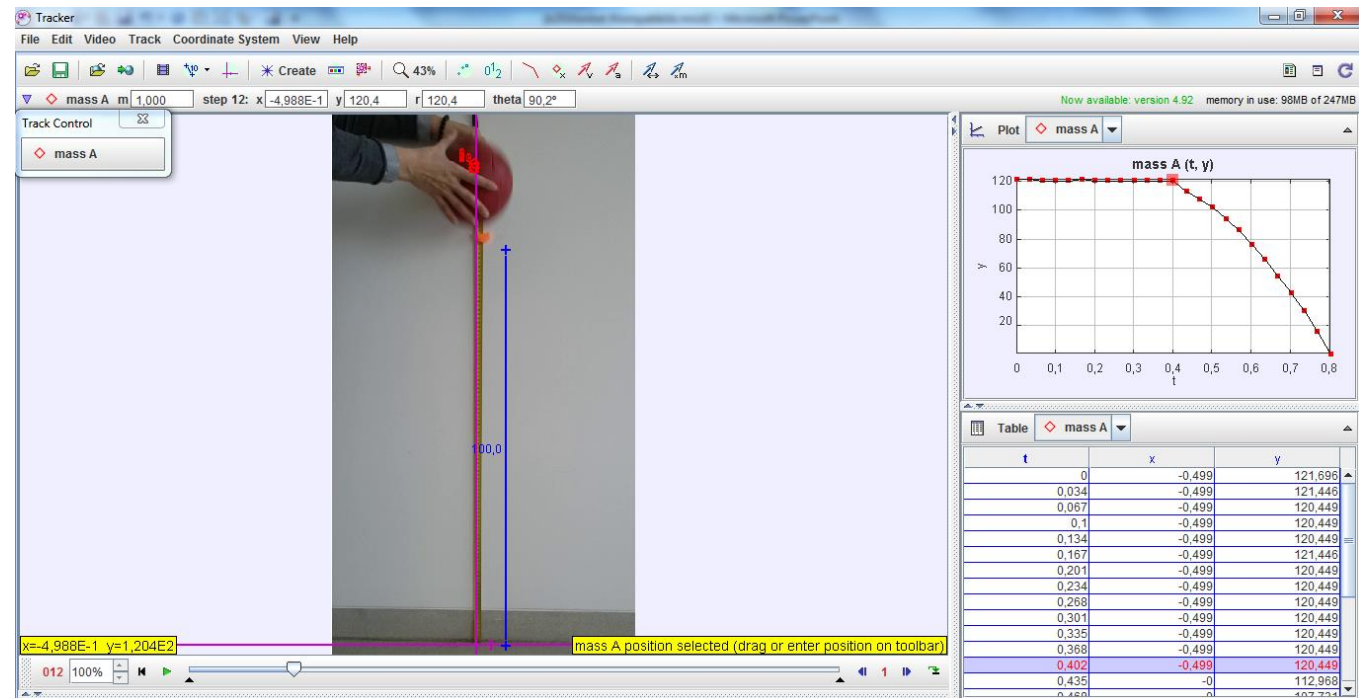 Tracker
File Edit Video Track Coordinate System View Help
Create 43%
mass A m 1,000 step 12: x -4,988E-1 y 120,4 r 120,4 theta 90,2°
Now available: version 4.92 memory in use: 98MB of 247MB
Track Control
mass A
100,0
x=-4,988E-1 y=1,204E2
mass A position selected (drag or enter position on toolbar)
012 100% 1
Plot mass A
mass A (t, y)
120
100
80
60
40
20
y
0 0,1 0,2 0,3 0,4 0,5 0,6 0,7 0,8
t
Table mass A
t x y
0 -0,499 121,696
0,034 -0,499 121,446
0,067 -0,499 120,449
0,1 -0,499 120,449
0,134 -0,499 120,449
0,167 -0,499 121,446
0,201 -0,499 120,449
0,234 -0,499 120,449
0,268 -0,499 120,449
0,301 -0,499 120,449
0,335 -0,499 120,449
0,368 -0,499 120,449
0,402 -0,499 120,449
0,435 -0 112,968